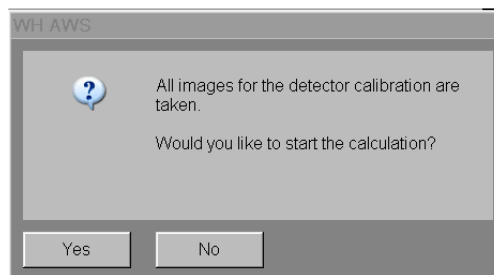 WH AWS
All images for the detector calibration are
taken.
Would you like to start the calculation?
Yes
No